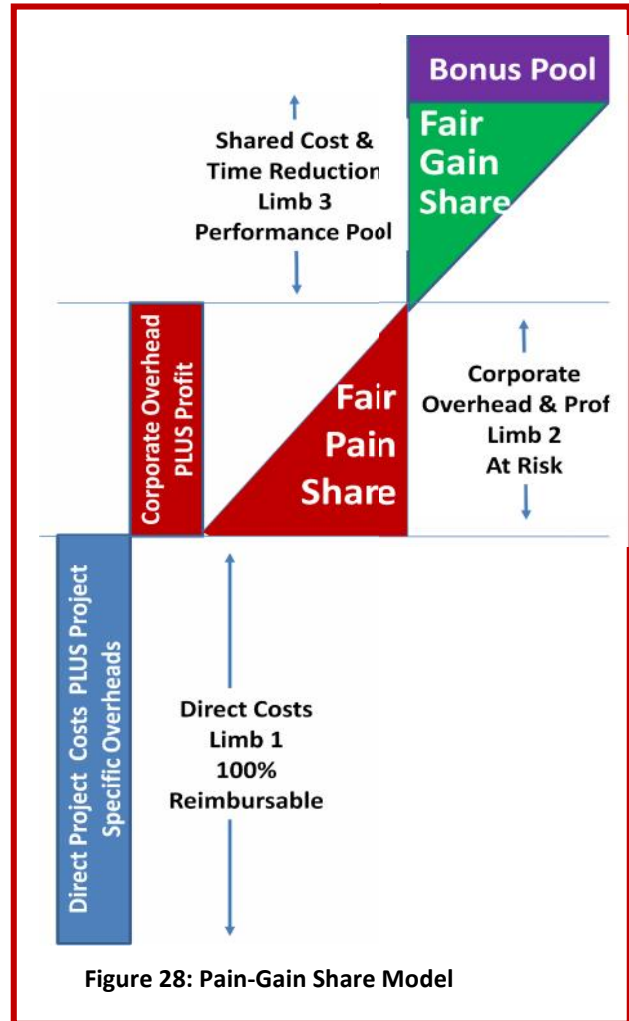 Bonus Pool
Fair
Gain
Share
Shared Cost &
Time Reduction
Limb 3
Performance Pool
Corporate Overhead
PLUS Profit
Fair
Pain
Share
Corporate
Overhead & Prof
Limb 2
At Risk
Direct Project Costs PLUS Project
Specific Overheads
Direct Costs
Limb 1
100%
Reimbursable
Figure 28: Pain-Gain Share Model